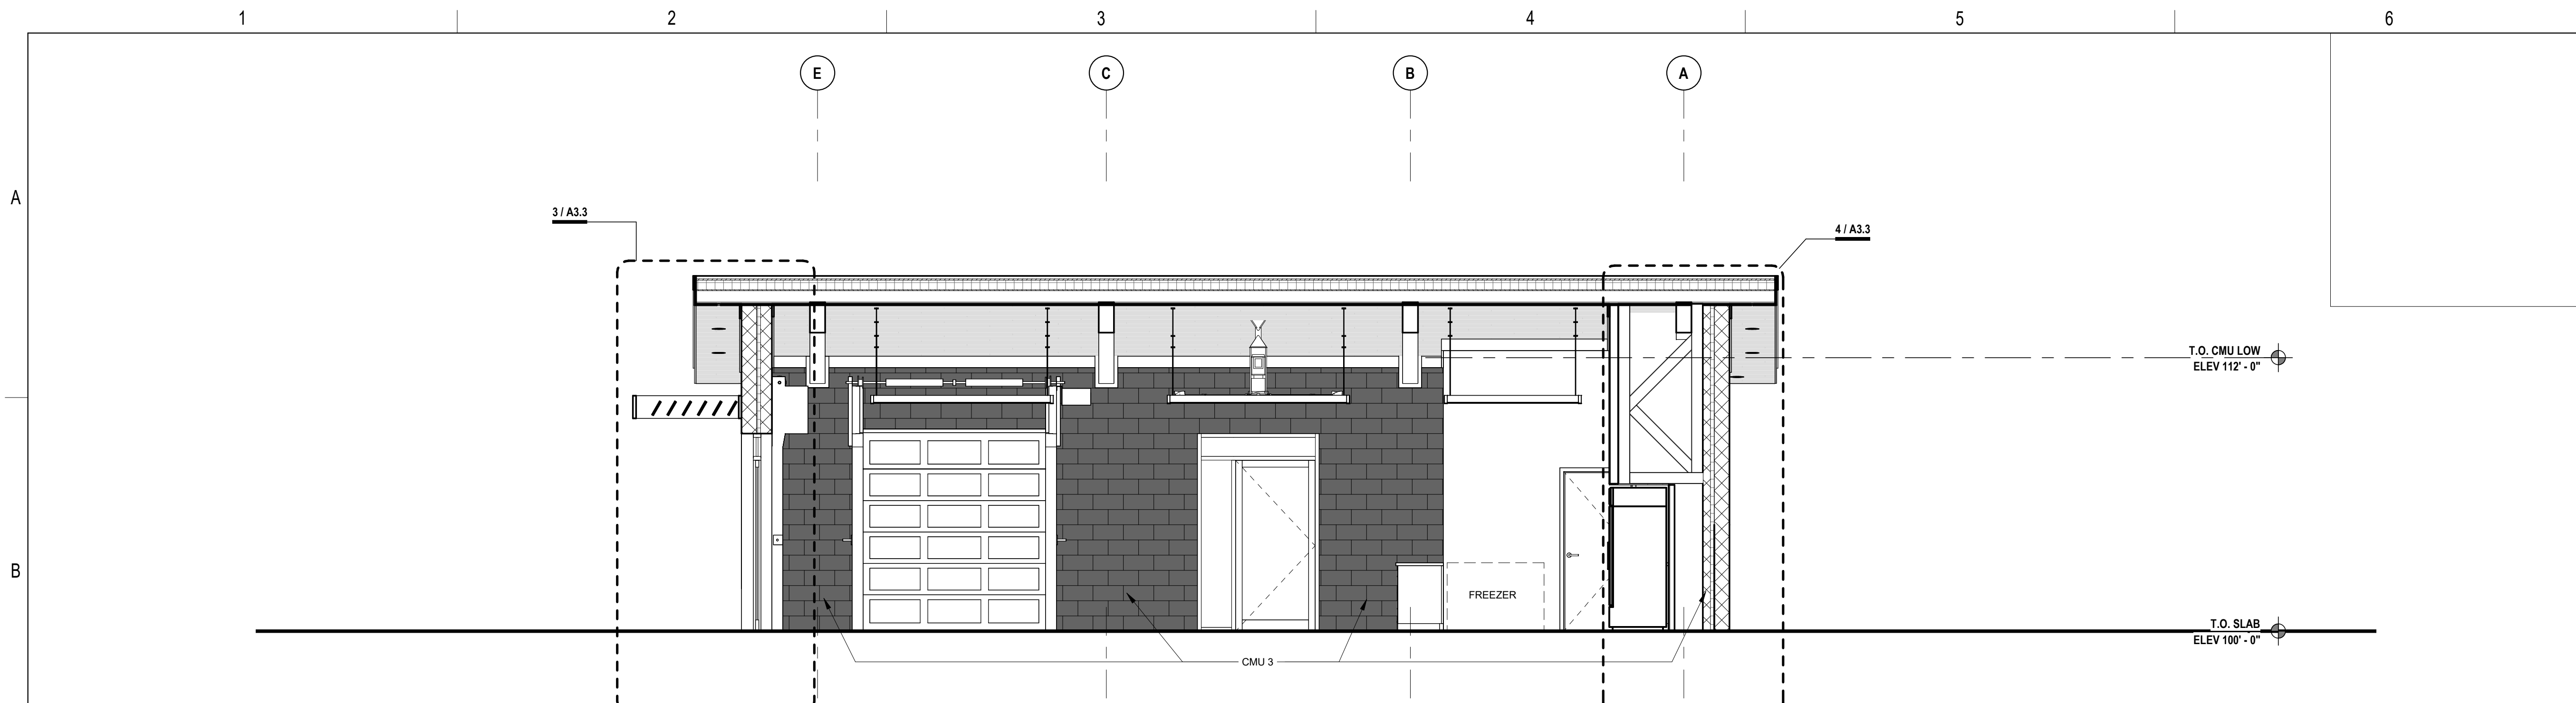 1 2 3 4 5 6
E C B A
A
3 / A3.3
4 / A3.3
T.O. CMU LOW
ELEV 112' - 0"
B
FREEZER
T.O. SLAB
ELEV 100' - 0"
CMU 3